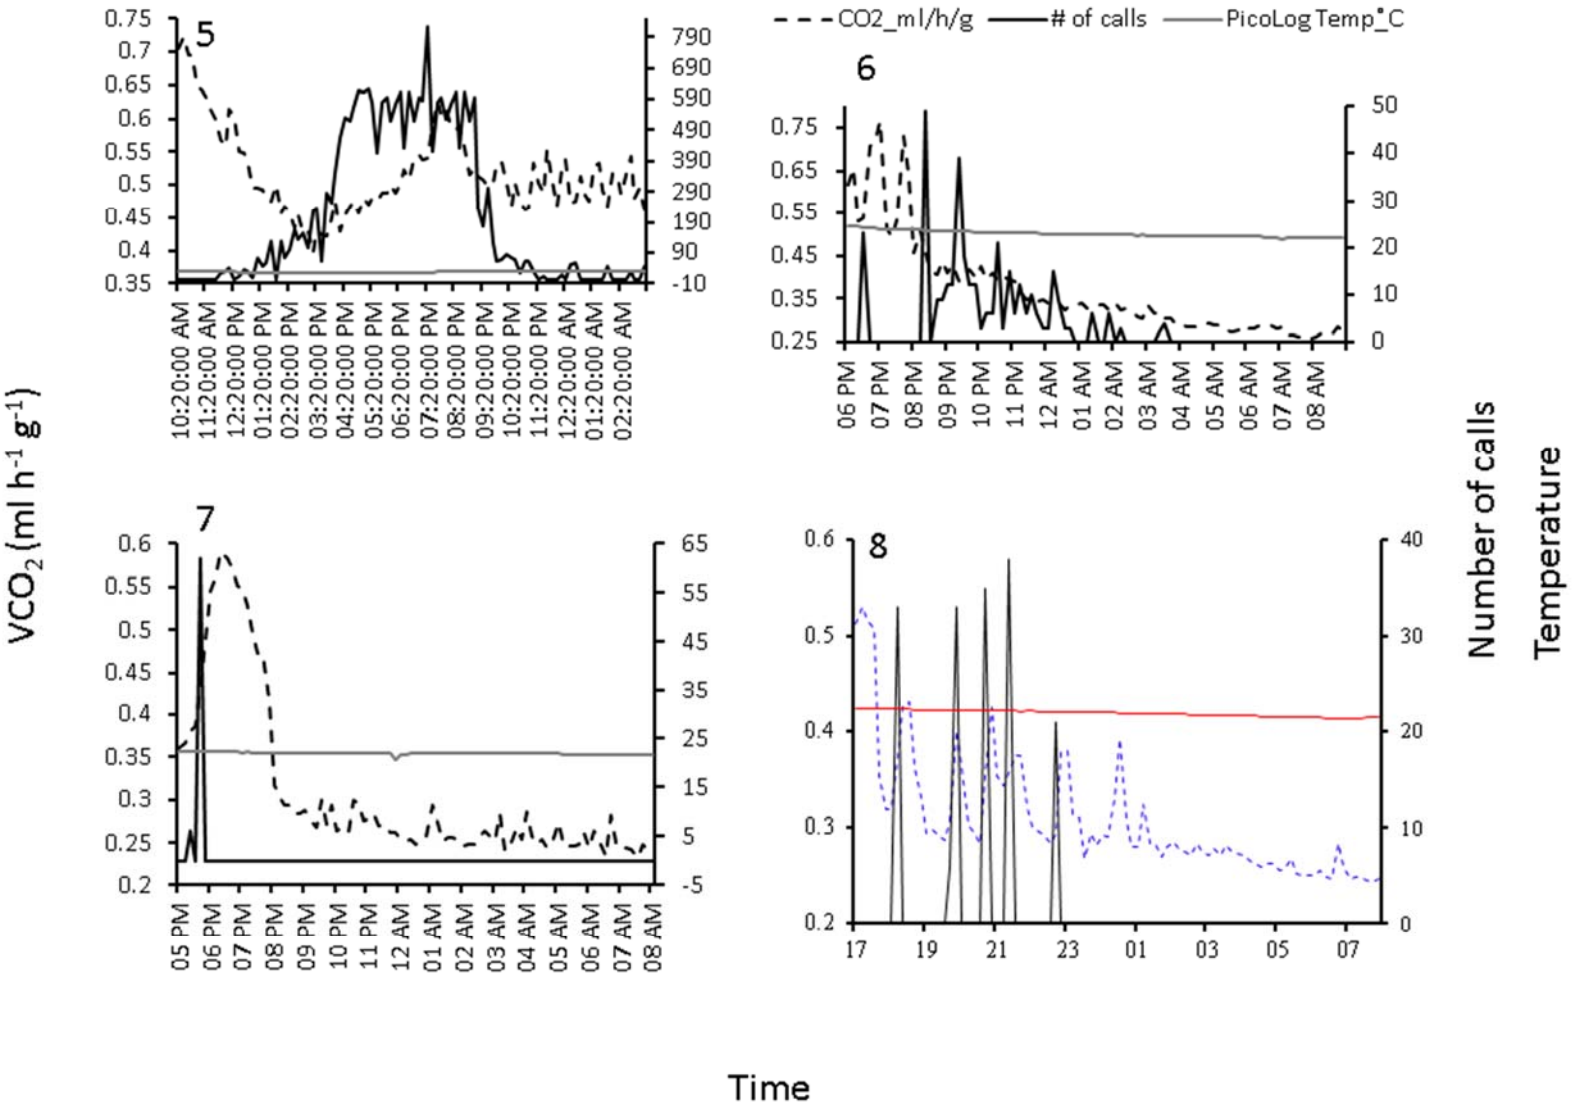 CO2_ml/h/g # of calls PicoLog Temp_°C
5
0.75
0.7
0.65
0.6
0.55
0.5
0.45
0.4
0.35
790
690
590
490
390
290
190
90
-10
10:20:00 AM
11:20:00 AM
12:20:00 PM
01:20:00 PM
02:20:00 PM
03:20:00 PM
04:20:00 PM
05:20:00 PM
06:20:00 PM
07:20:00 PM
08:20:00 PM
09:20:00 PM
10:20:00 PM
11:20:00 PM
12:20:00 AM
01:20:00 AM
02:20:00 AM
6
0.75
0.65
0.55
0.45
0.35
0.25
50
40
30
20
10
0
06 PM
07 PM
08 PM
09 PM
10 PM
11 PM
12 AM
01 AM
02 AM
03 AM
04 AM
05 AM
06 AM
07 AM
08 AM
VCO2 (ml h-1 g-1)
7
0.6
0.55
0.5
0.45
0.4
0.35
0.3
0.25
0.2
65
55
45
35
25
15
5
-5
05 PM
06 PM
07 PM
08 PM
09 PM
10 PM
11 PM
12 AM
01 AM
02 AM
03 AM
04 AM
05 AM
06 AM
07 AM
08 AM
8
0.6
0.5
0.4
0.3
0.2
40
30
20
10
0
17 19 21 23 01 03 05 07
Number of calls
Temperature
Time